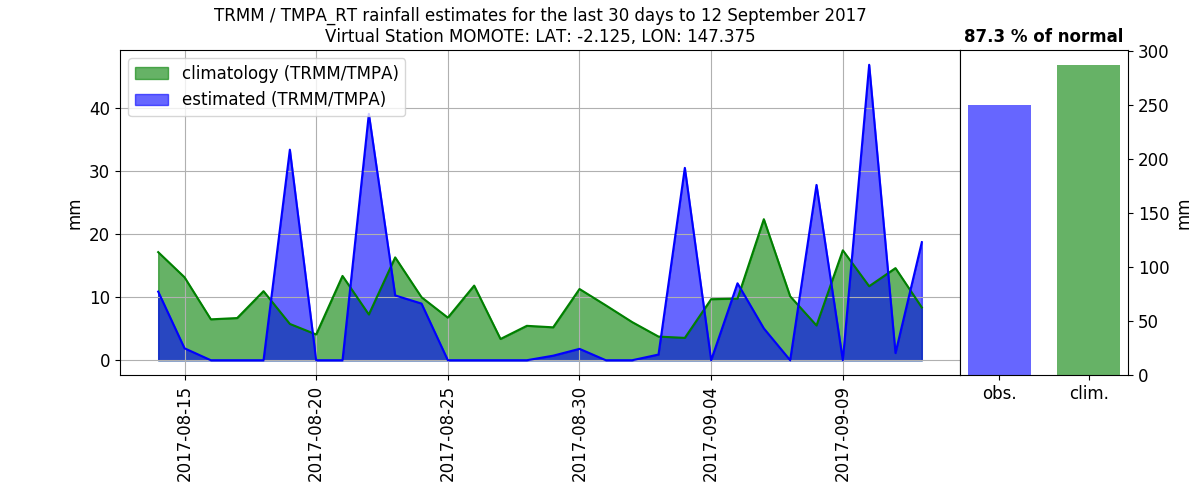 TRMM / TMPA_RT rainfall estimates for the last 30 days to 12 September 2017
Virtual Station MOMOTE: LAT: -2.125, LON: 147.375
87.3 % of normal
climatology (TRMM/TMPA)
estimated (TRMM/TMPA)
mm
40
30
20
10
0
2017-08-15
2017-08-20
2017-08-25
2017-08-30
2017-09-04
2017-09-09
300
250
200
150
100
50
0
mm
obs.
clim.